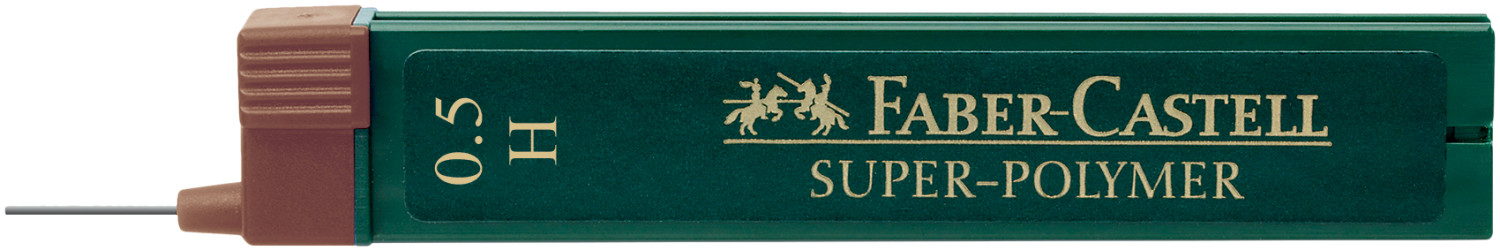 0.5
H
FABER-CASTELL
SUPER-POLYMER